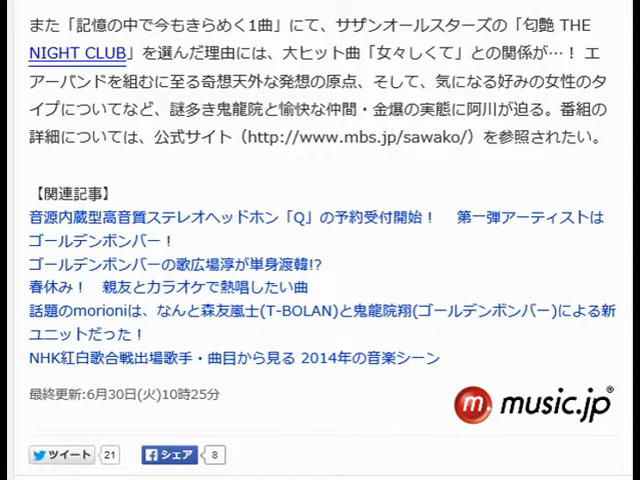 また「記憶の中で今もきらめく1曲」にて、サザンオールスターズの「匂艶 THE
NIGHT CLUB」を選んだ理由には、大ヒット曲「女々しくて」との関係が…！ エ
アーバンドを組むに至る奇想天外な発想の原点、そして、気になる好みの女性のタ
イプについてなど、謎多き鬼龍院と愉快な仲間・金爆の実態に阿川が迫る。番組の
詳細については、公式サイト（http://www.mbs.jp/sawako/）を参照されたい。
【関連記事】
音源内蔵型高音質ステレオヘッドホン「Q」の予約受付開始！　第一弾アーティストは
ゴールデンボンバー！
ゴールデンボンバーの歌広場淳が単身渡韓!?
春休み！　親友とカラオケで熱唱したい曲
話題のmorioniは、なんと森友嵐士(T-BOLAN)と鬼龍院翔(ゴールデンボンバー)による新
ユニットだった！
NHK紅白歌合戦出場歌手・曲目から見る 2014年の音楽シーン
最終更新:6月30日(火)10時25分
m. music.jp®
ツイート 21 シェア 8